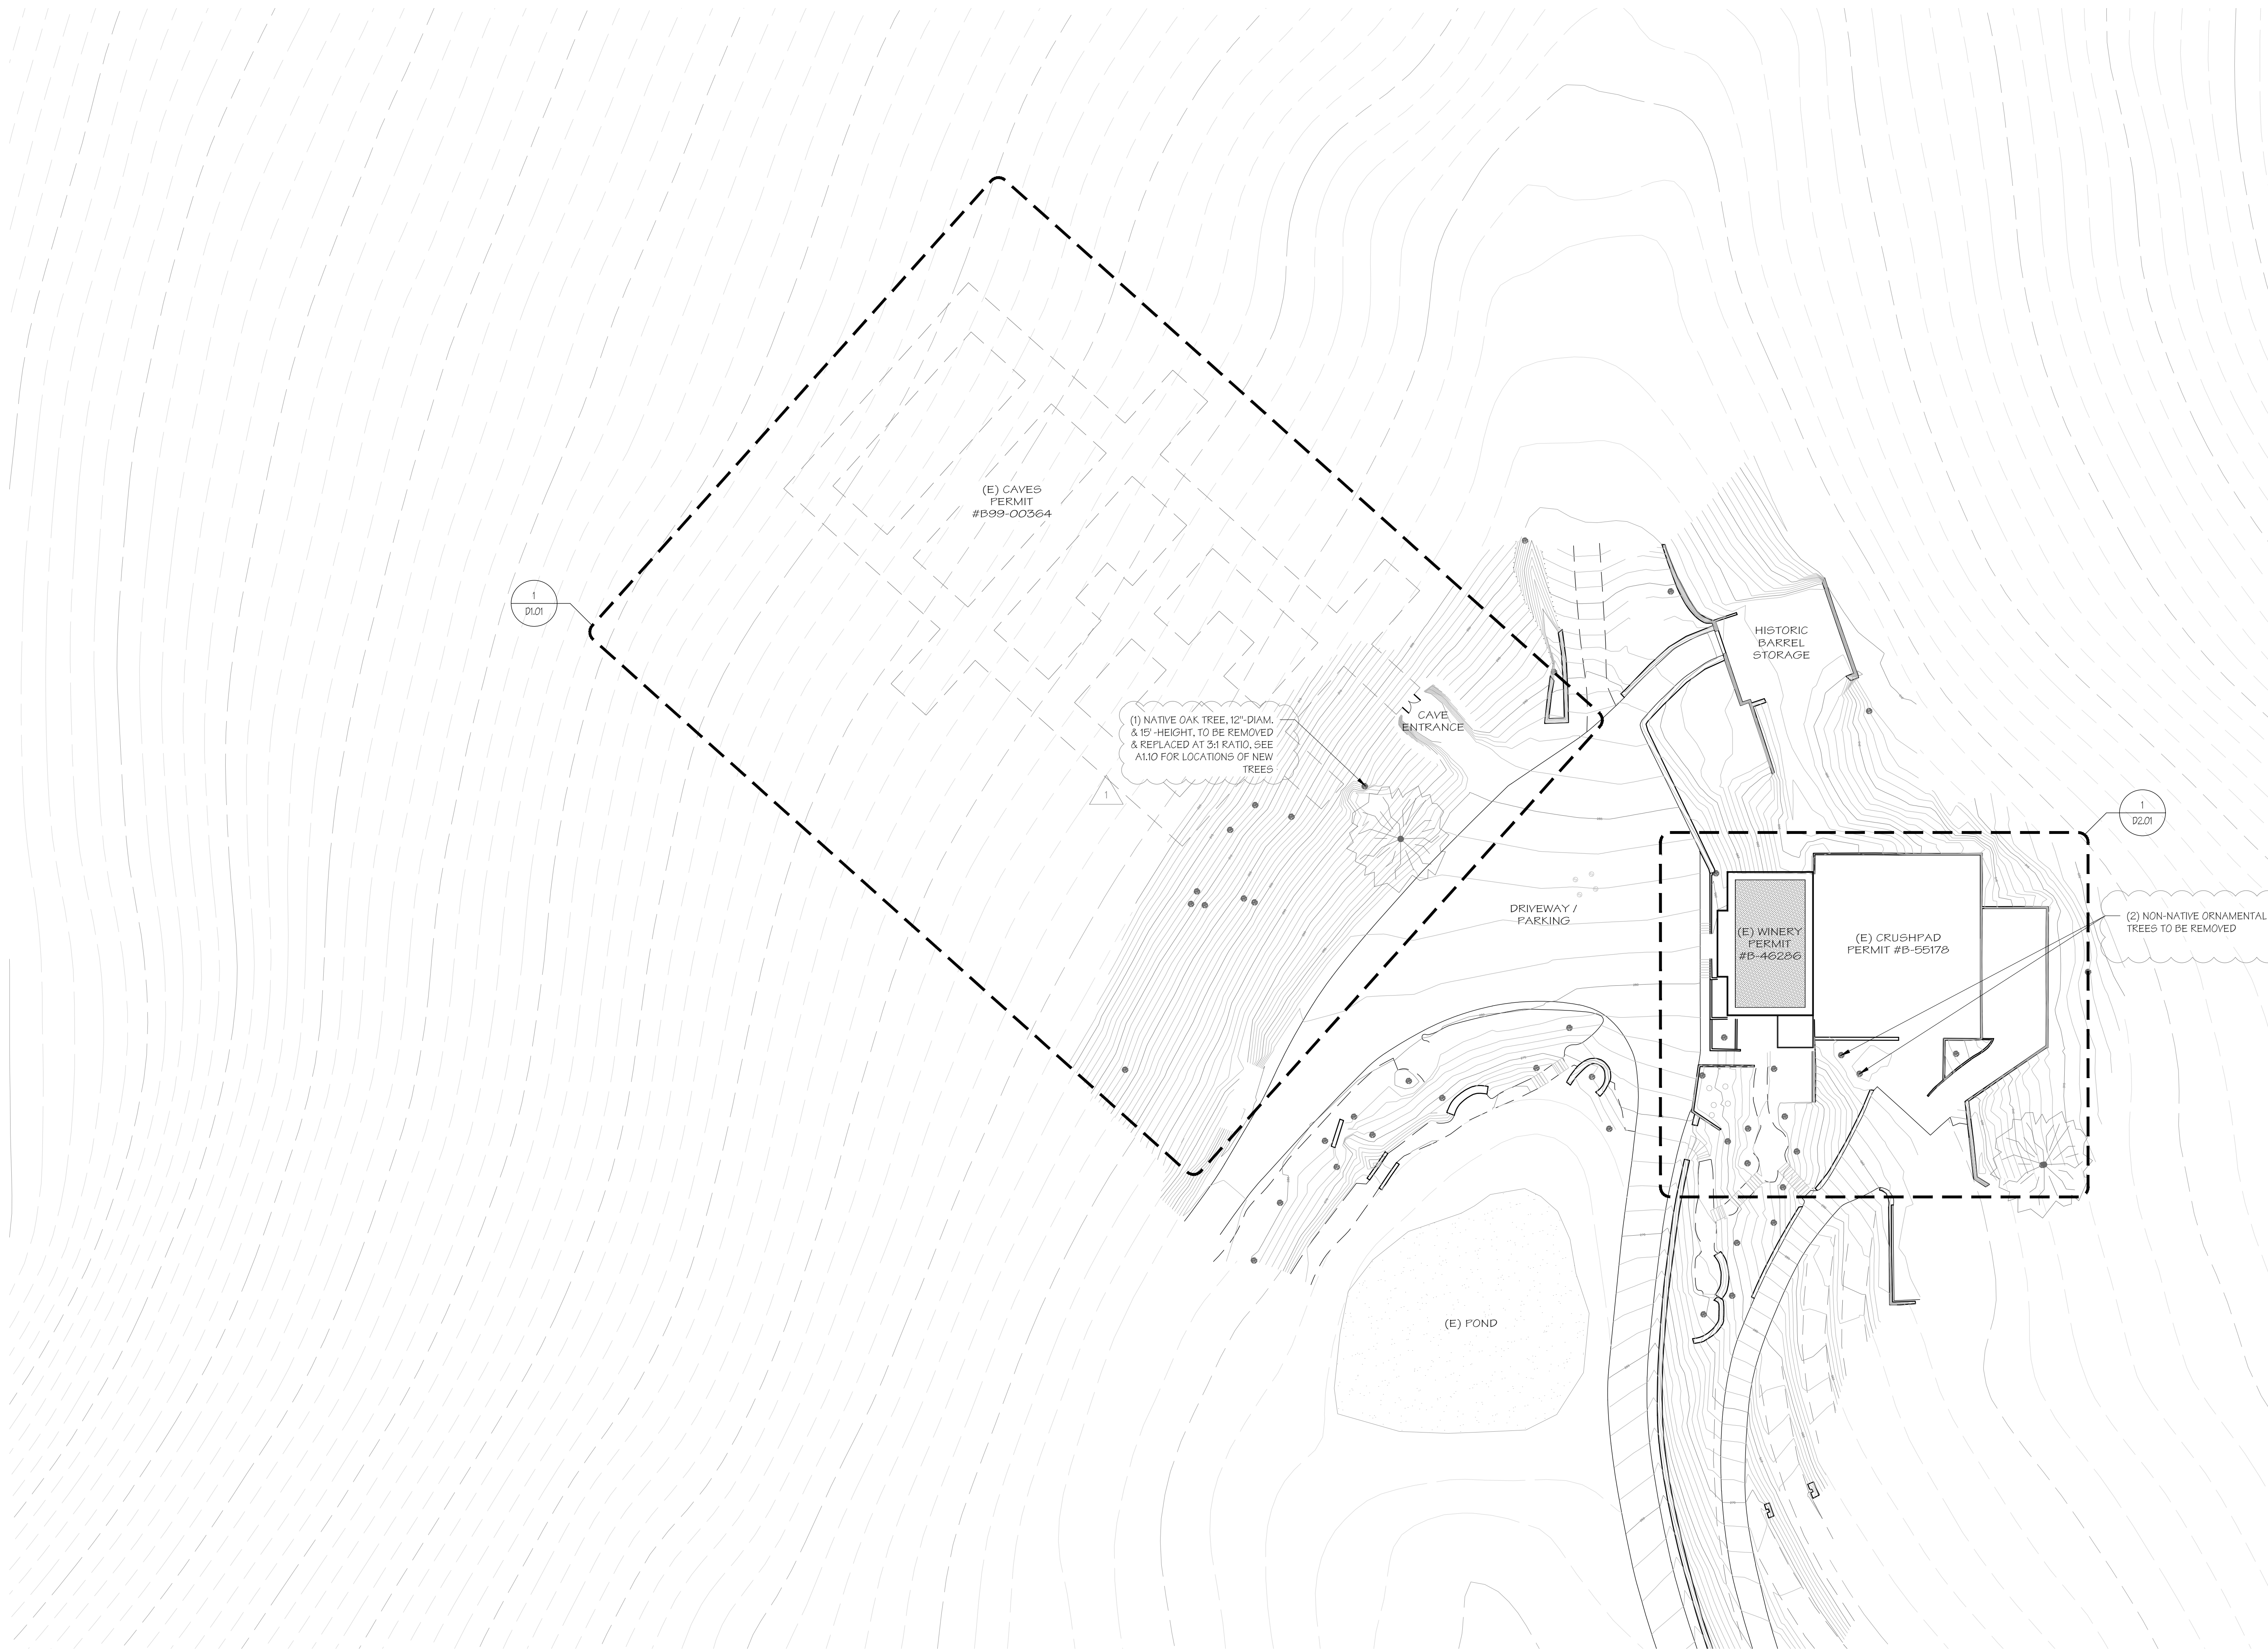 (E) CAVES
PERMIT
#B99-00364
1
D1.01
HISTORIC
BARREL
STORAGE
CAVE
ENTRANCE
(1) NATIVE OAK TREE, 12"-DIAM.
& 15'-HEIGHT, TO BE REMOVED
& REPLACED AT 3:1 RATIO, SEE
A1.10 FOR LOCATIONS OF NEW
TREES
1
1
D2.01
DRIVEWAY /
PARKING
(E) WINERY
PERMIT
#B-46286
(E) CRUSHPAD
PERMIT #B-55178
(2) NON-NATIVE ORNAMENTAL
TREES TO BE REMOVED
(E) POND